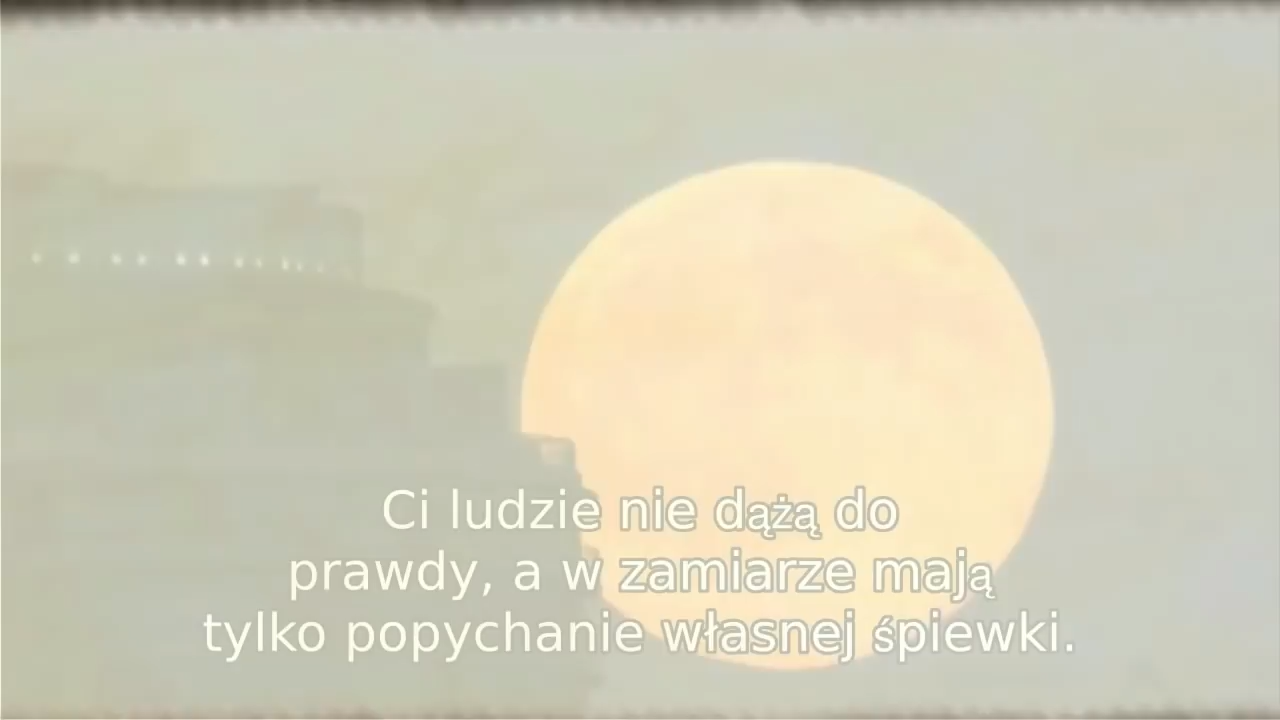 Ci ludzie nie dążą do
prawdy, a w zamiarze mają
tylko popychanie własnej śpiewki.